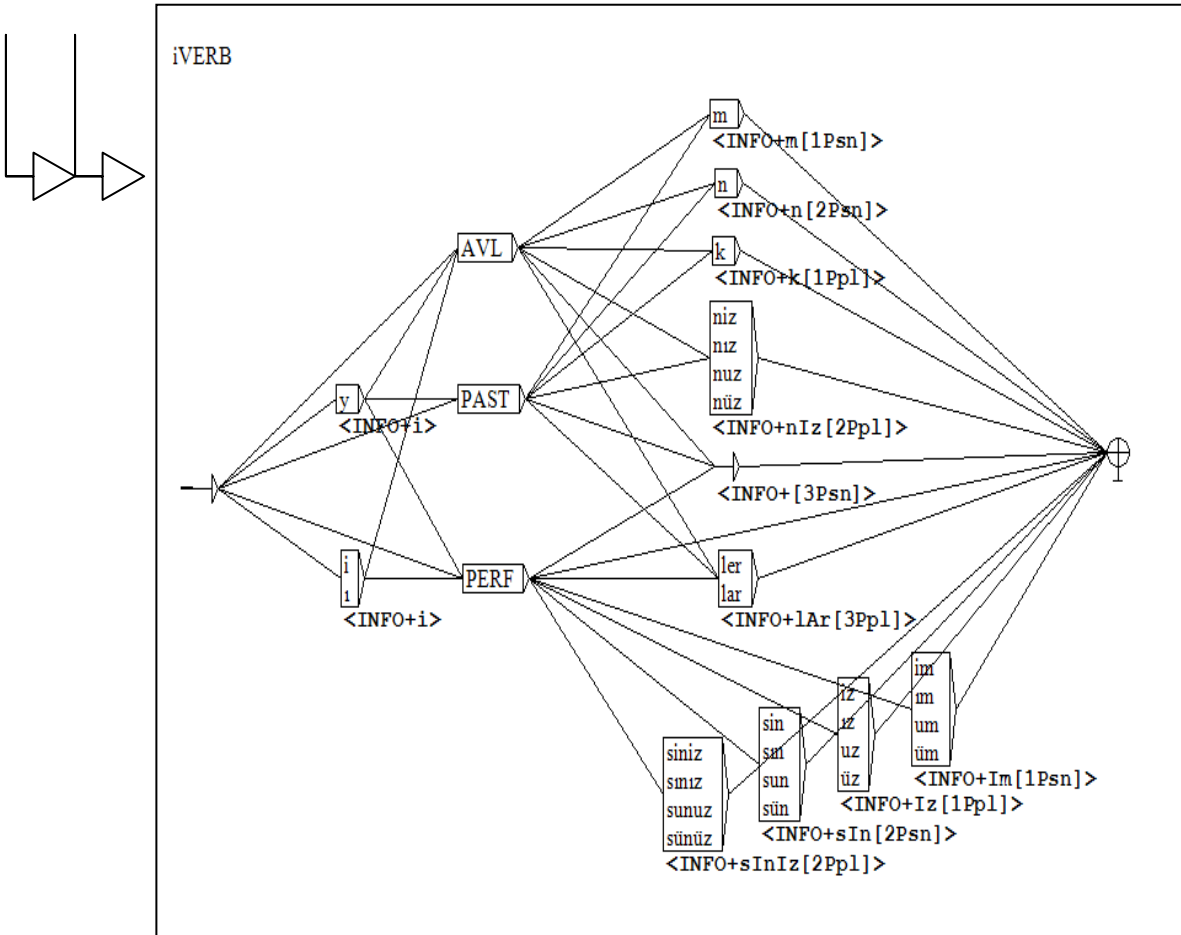 iVERB
m
<INFO+m[1Psn]>
n
<INFO+n[2Psn]>
AVL
k
<INFO+k[1Ppl]>
niz
nız
nuz
nüz
<INFO+nIz[2Ppl]>
y
<INFO+i>
PAST
<INFO+[3Psn]>
i
ı
<INFO+i>
PERF
ler
lar
<INFO+lAr[3Ppl]>
im
ım
um
üm
<INFO+Im[1Psn]>
iz
ız
uz
üz
<INFO+Iz[1Ppl]>
sin
sın
sun
sün
<INFO+sIn[2Psn]>
siniz
sınız
sunuz
sünüz
<INFO+sInIz[2Ppl]>